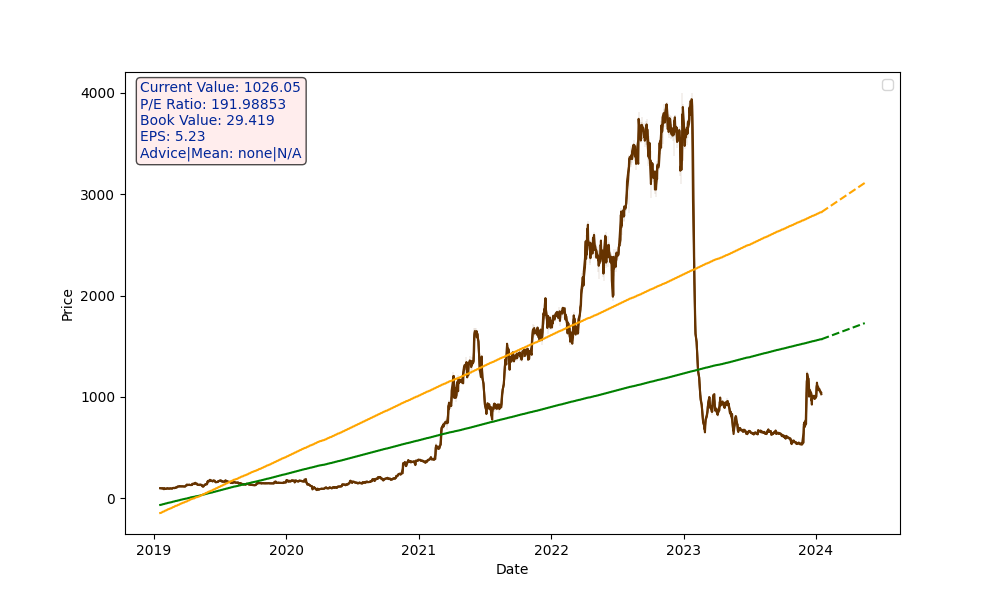 Current Value: 1026.05
P/E Ratio: 191.98853
Book Value: 29.419
EPS: 5.23
Advice|Mean: none|N/A
4000
3000
2000
1000
0
Price
2019 2020 2021 2022 2023 2024
Date